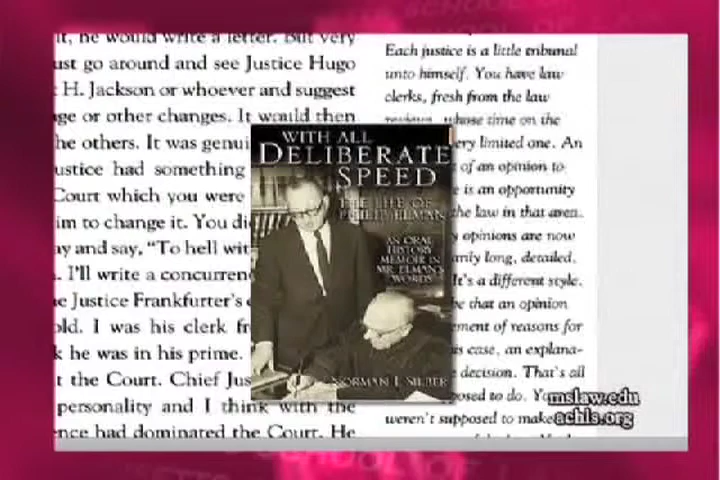 it, he would write a letter. But very
ust go around and see Justice Hugo
H. Jackson or whoever and suggest
ge or other changes. It would then
he others. It was genui
ustice had something
Court which you were
im to change it. You di
ay and say, "To hell wit
. I'll write a concurren
e Justice Frankfurter's
old. I was his clerk fr
k he was in his prime.
t the Court. Chief Jus
personality and I think with the
ence had dominated the Court. He
Each justice is a little tribunal
unto himself. You have law
clerks, fresh from the law
reviews, whose time on the
ery limited one. An
of an opinion to
is an opportunity
the law in that area.
opinions are now
arily long, detailed.
It's a different style.
be that an opinion
ement of reasons for
is case, an explana-
decision. That's all
posed to do. Yo
weren't supposed to make
WITH ALL
DELIBERATE
SPEED
THE LIFE OF
PHILIP ELMAN
AN ORAL
HISTORY
MEMOIR IN
MR. ELMAN'S
WORDS
NORMAN I. SILBER
mslaw.edu
achls.org
SCHOOL OF